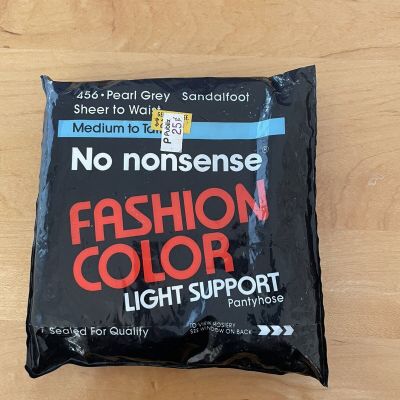 456 • Pearl Grey Sandalfoot
Sheer to Waist
Medium to
25¢
No nonsense®
FASHION
COLOR
LIGHT SUPPORT
Pantyhose
Sealed For Quality
TO VIEW HOSIERY
SEE WINDOW ON BACK